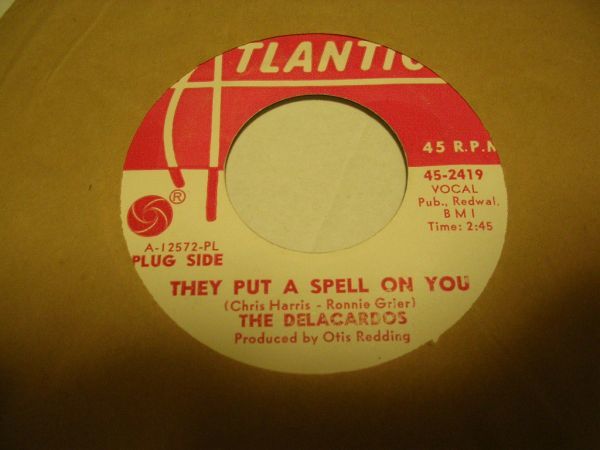 ATLANTIC
45 R.P.M
45-2419
VOCAL
Pub., Redwal,
BMI
Time: 2:45
®
A-12572-PL
PLUG SIDE
THEY PUT A SPELL ON YOU
(Chris Harris - Ronnie Grier)
THE DELACARDOS
Produced by Otis Redding